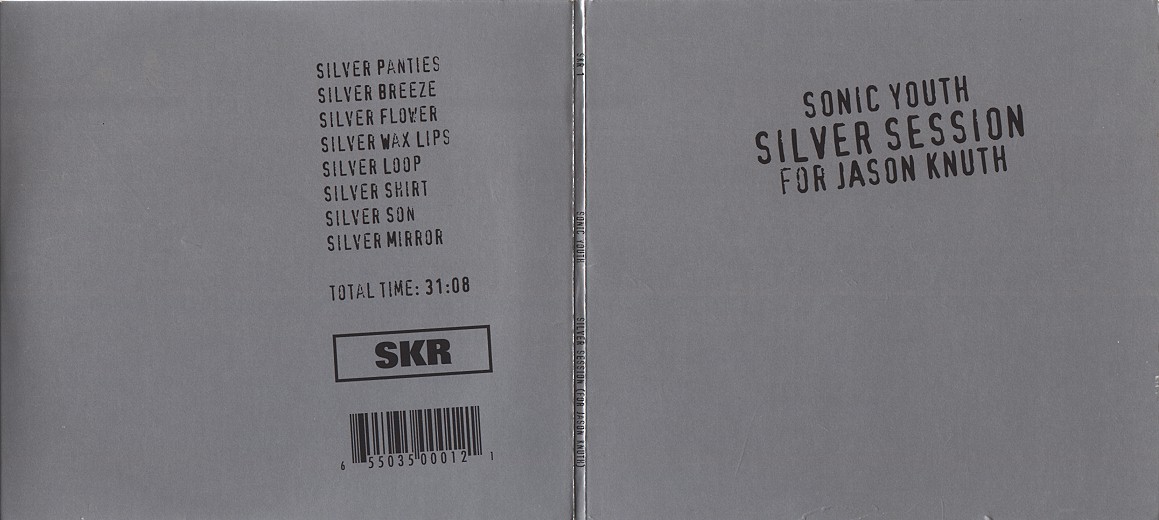 SILVER PANTIES
SILVER BREEZE
SILVER FLOWER
SILVER WAX LIPS
SILVER LOOP
SILVER SHIRT
SILVER SON
SILVER MIRROR
TOTAL TIME: 31:08
SKR
6 55035 00012 1
SKR 1
SONIC YOUTH
SILVER SESSION (FOR JASON KNUTH)
SONIC YOUTH
SILVER SESSION
FOR JASON KNUTH